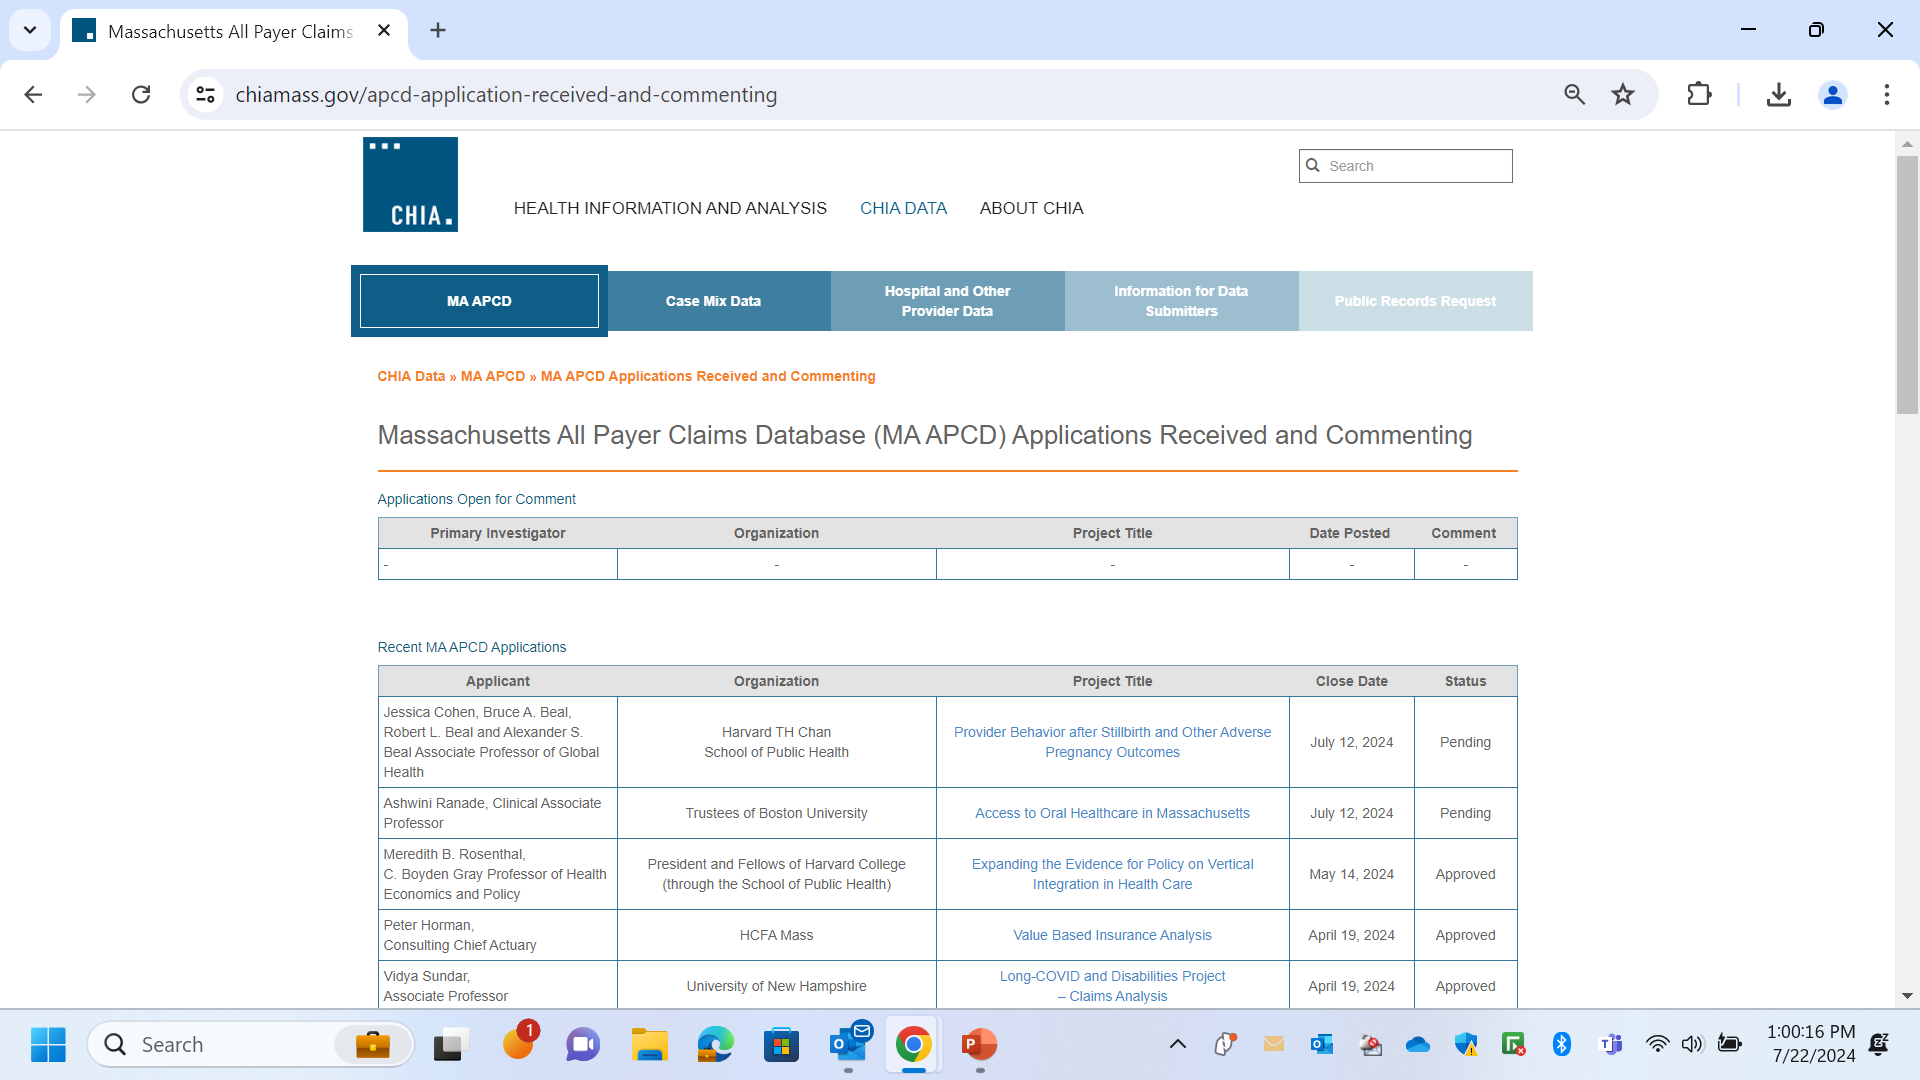 Massachusetts All Payer Claims
chiamass.gov/apcd-application-received-and-commenting
CHIA.
Search
HEALTH INFORMATION AND ANALYSIS
CHIA DATA
ABOUT CHIA
MA APCD
Case Mix Data
Hospital and Other
Provider Data
Information for Data
Submitters
Public Records Request
CHIA Data » MA APCD » MA APCD Applications Received and Commenting
Massachusetts All Payer Claims Database (MA APCD) Applications Received and Commenting
Applications Open for Comment
Primary Investigator
Organization
Project Title
Date Posted
Comment
-
-
-
-
-
Recent MA APCD Applications
Applicant
Organization
Project Title
Close Date
Status
Jessica Cohen, Bruce A. Beal,
Robert L. Beal and Alexander S.
Beal Associate Professor of Global
Health
Harvard TH Chan
School of Public Health
Provider Behavior after Stillbirth and Other Adverse
Pregnancy Outcomes
July 12, 2024
Pending
Ashwini Ranade, Clinical Associate
Professor
Trustees of Boston University
Access to Oral Healthcare in Massachusetts
July 12, 2024
Pending
Meredith B. Rosenthal,
C. Boyden Gray Professor of Health
Economics and Policy
President and Fellows of Harvard College
(through the School of Public Health)
Expanding the Evidence for Policy on Vertical
Integration in Health Care
May 14, 2024
Approved
Peter Horman,
Consulting Chief Actuary
HCFA Mass
Value Based Insurance Analysis
April 19, 2024
Approved
Vidya Sundar,
Associate Professor
University of New Hampshire
Long-COVID and Disabilities Project
– Claims Analysis
April 19, 2024
Approved
Search
1
1:00:16 PM
7/22/2024